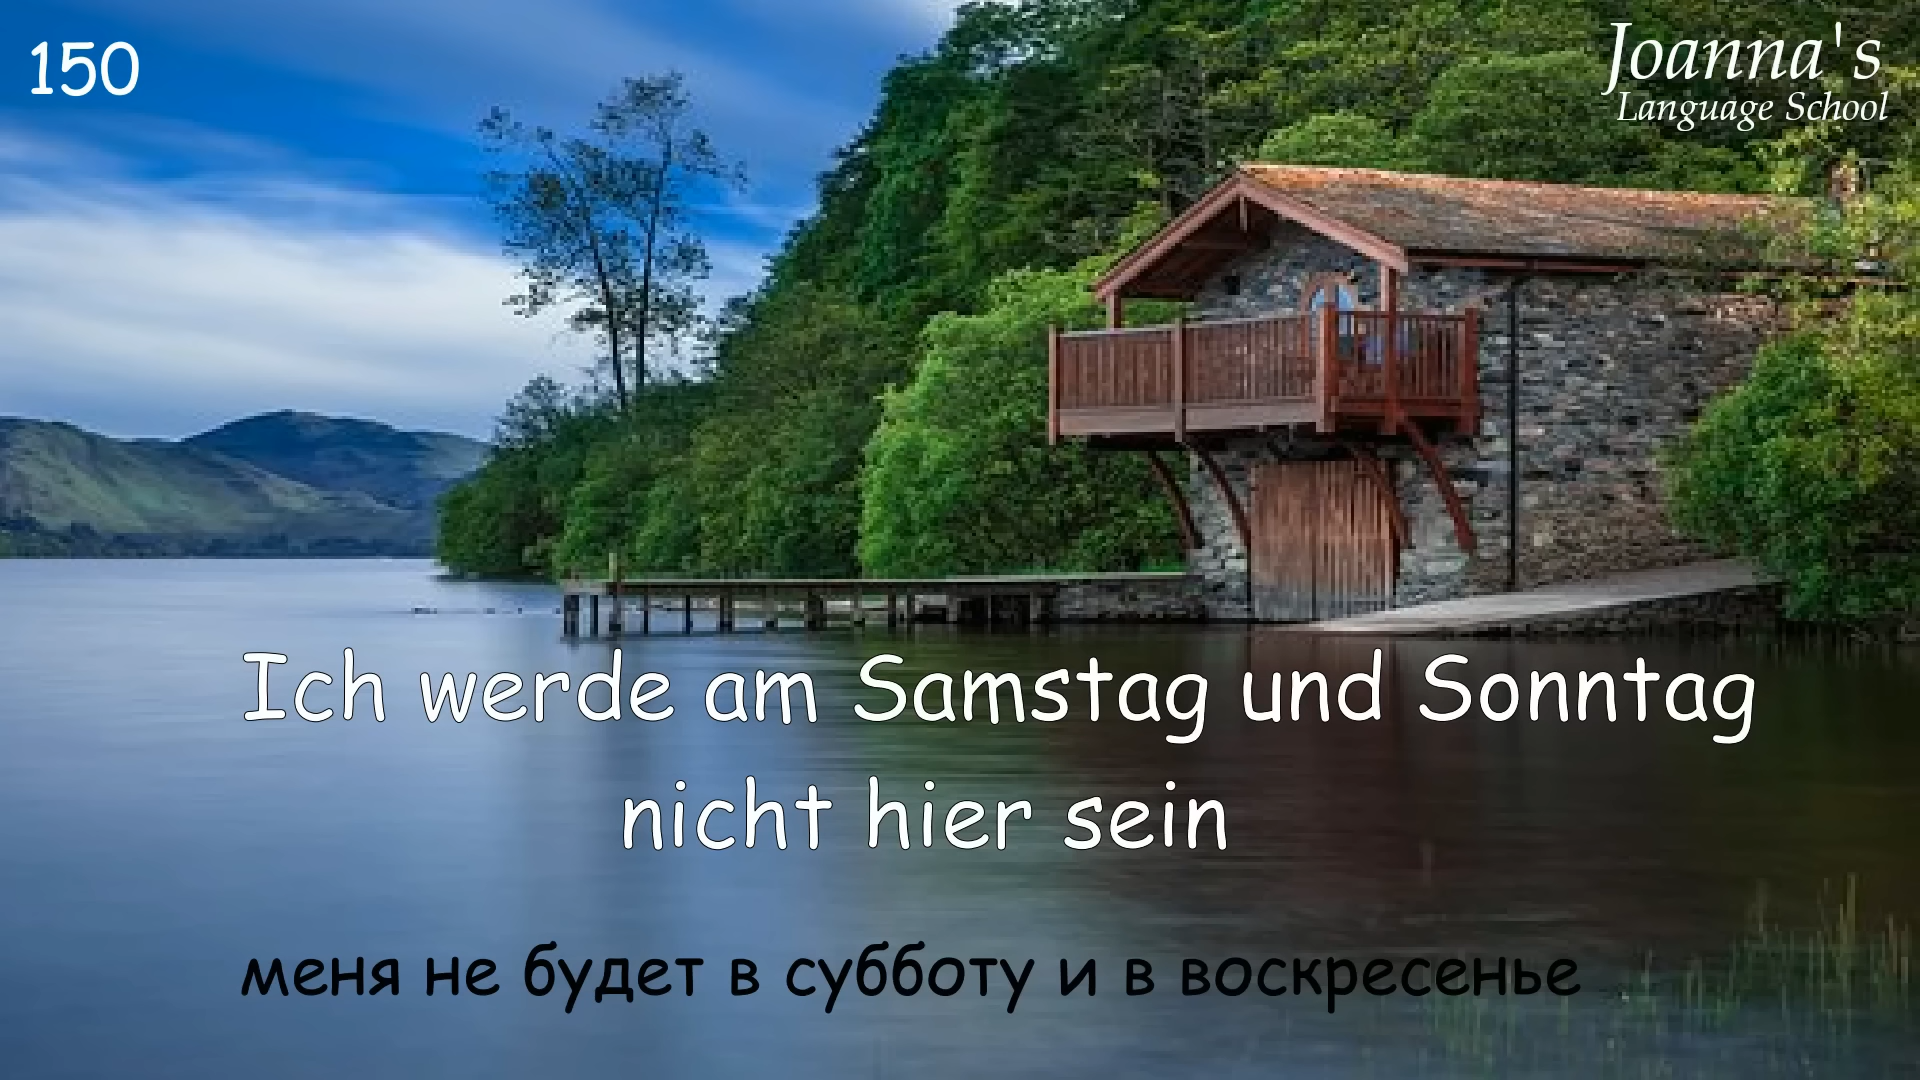 150
Joanna's
Language School
Ich werde am Samstag und Sonntag
nicht hier sein
меня не будет в субботу и в воскресенье